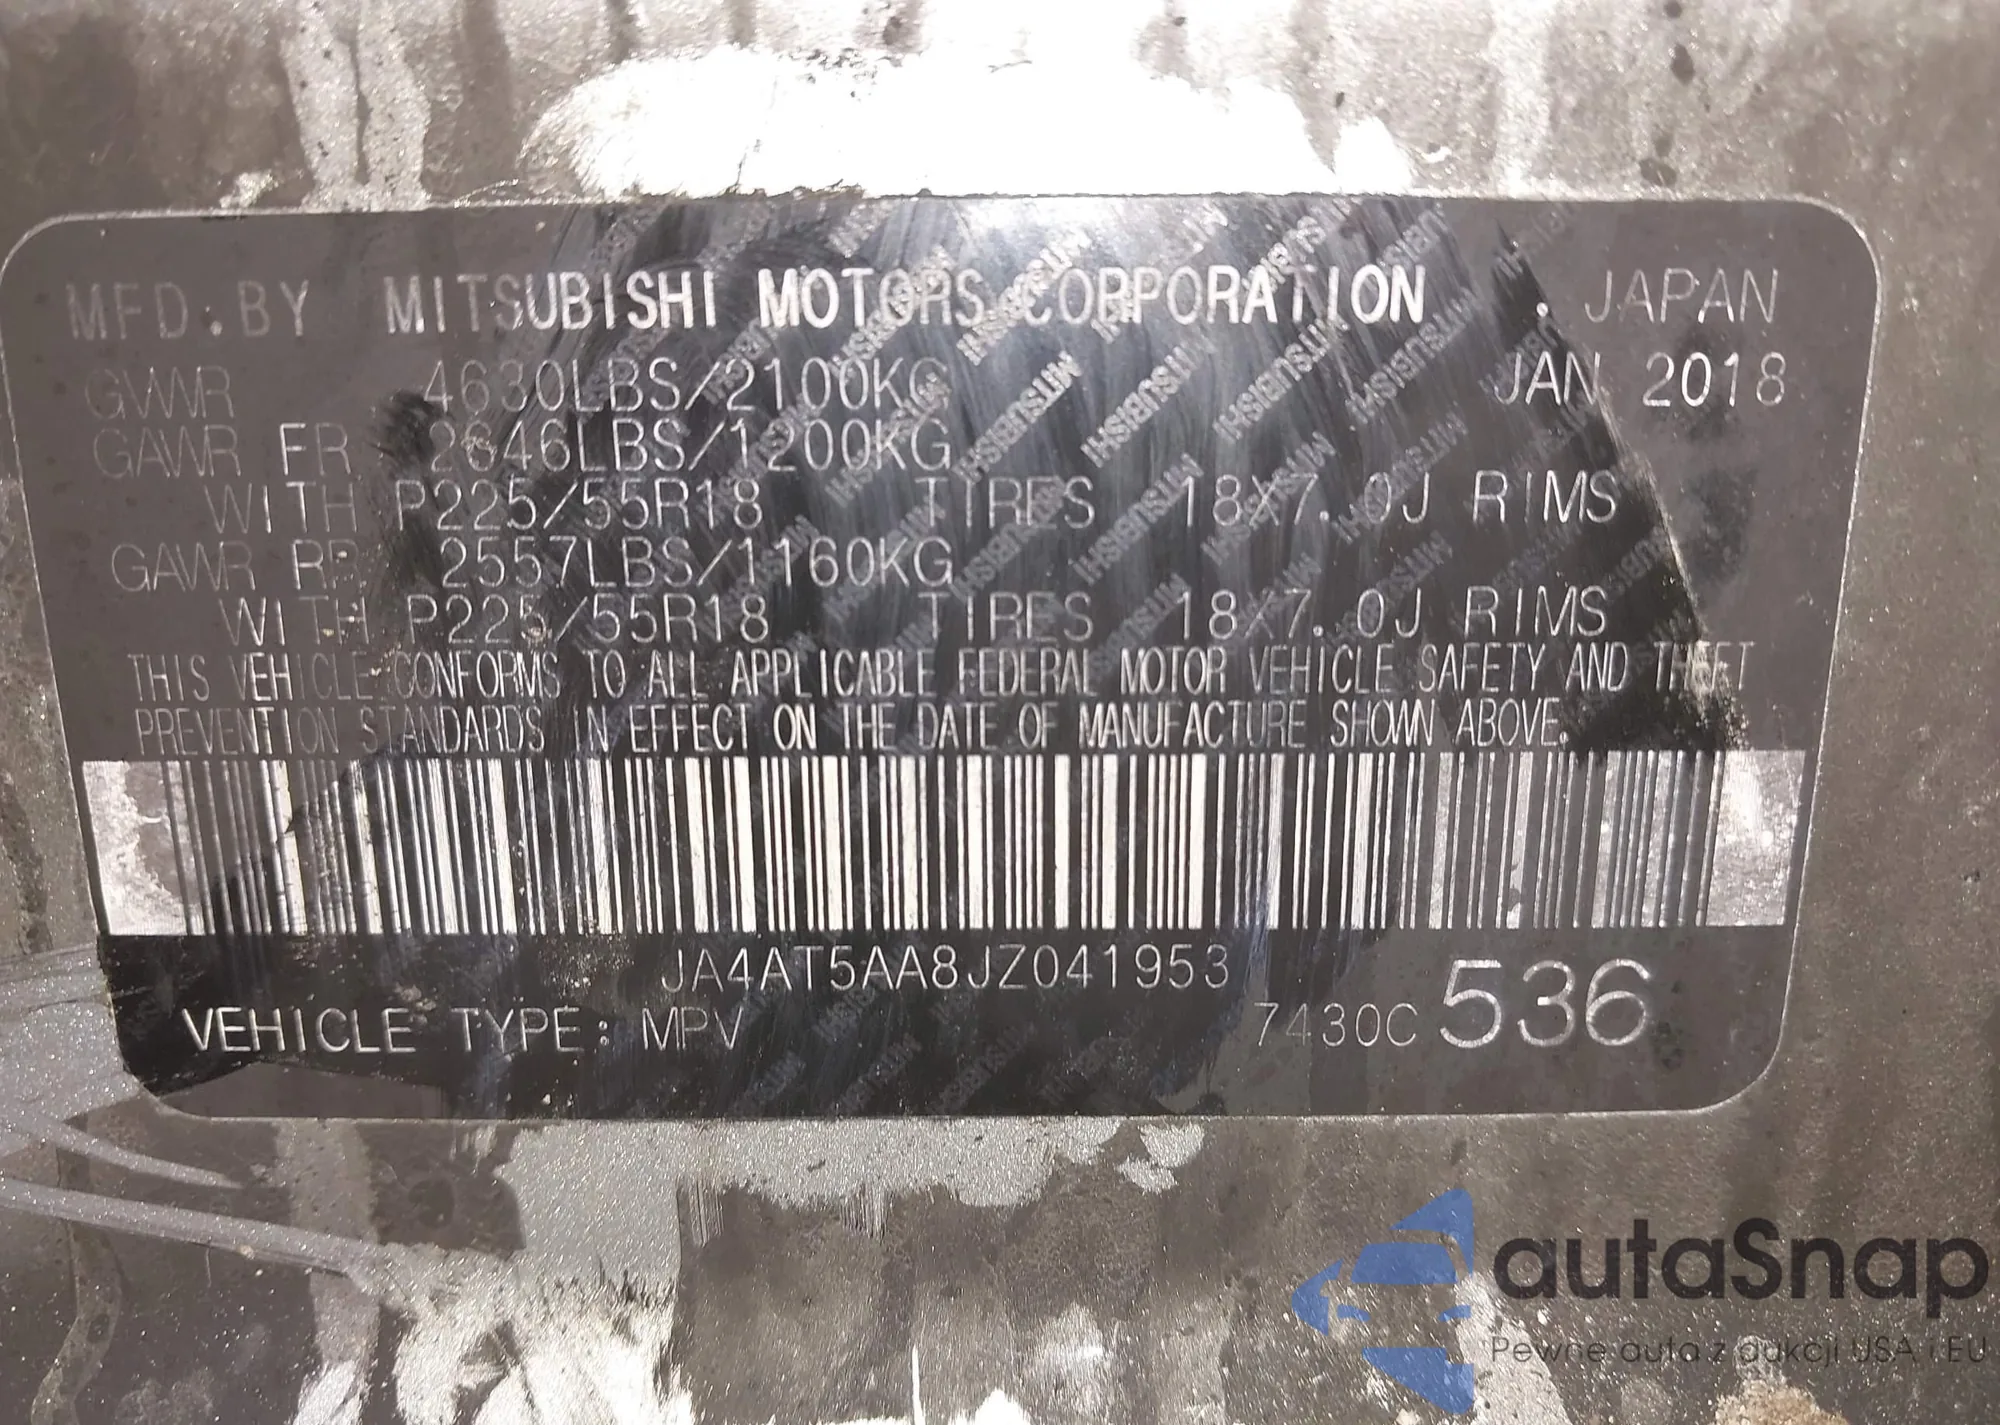 MFD. BY MITSUBISHI MOTORS CORPORATION. JAPAN
GVWR 4630LBS/2100KG JAN 2018
GAWR FR 2646LBS/1200KG
WITH P225/55R18 TIRES 18X7.0J RIMS
GAWR RR 2557LBS/1160KG
WITH P225/55R18 TIRES 18X7.0J RIMS
THIS VEHICLE CONFORMS TO ALL APPLICABLE FEDERAL MOTOR VEHICLE SAFETY AND THEFT
PREVENTION STANDARDS IN EFFECT ON THE DATE OF MANUFACTURE SHOWN ABOVE.
JA4AT5AA8JZ041953
VEHICLE TYPE: MPV 7430C 536
autaSnap
Pewne auta z aukcji USA i EU